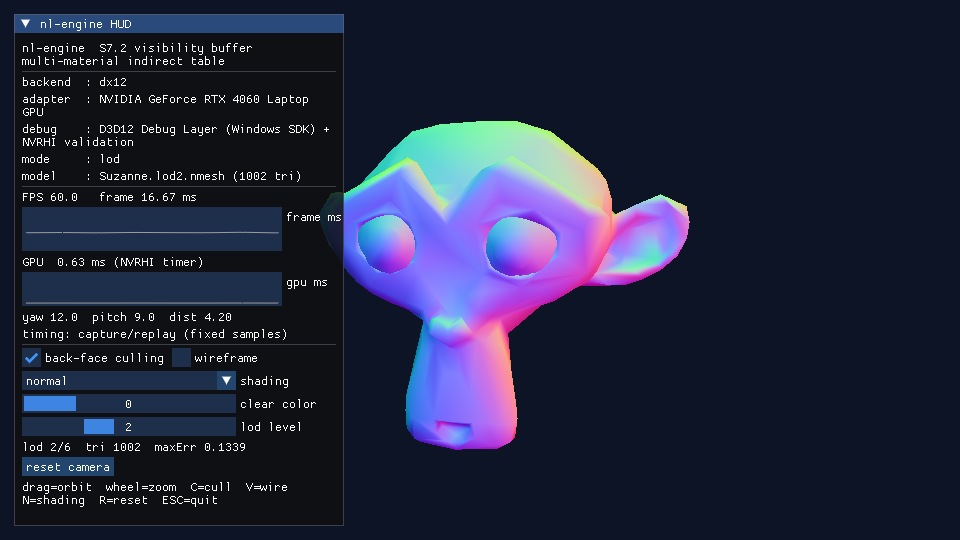 nl-engine HUD
nl-engine  S7.2 visibility buffer
multi-material indirect table
backend  : dx12
adapter  : NVIDIA GeForce RTX 4060 Laptop
GPU
debug    : D3D12 Debug Layer (Windows SDK) +
NVRHI validation
mode     : lod
model    : Suzanne.lod2.nmesh (1002 tri)
FPS 60.0   frame 16.67 ms
frame ms
GPU  0.63 ms (NVRHI timer)
gpu ms
yaw 12.0  pitch 9.0  dist 4.20
timing: capture/replay (fixed samples)
back-face culling  wireframe
normal  shading
0  clear color
2  lod level
lod 2/6  tri 1002  maxErr 0.1339
reset camera
drag=orbit  wheel=zoom  C=cull  V=wire
N=shading  R=reset  ESC=quit